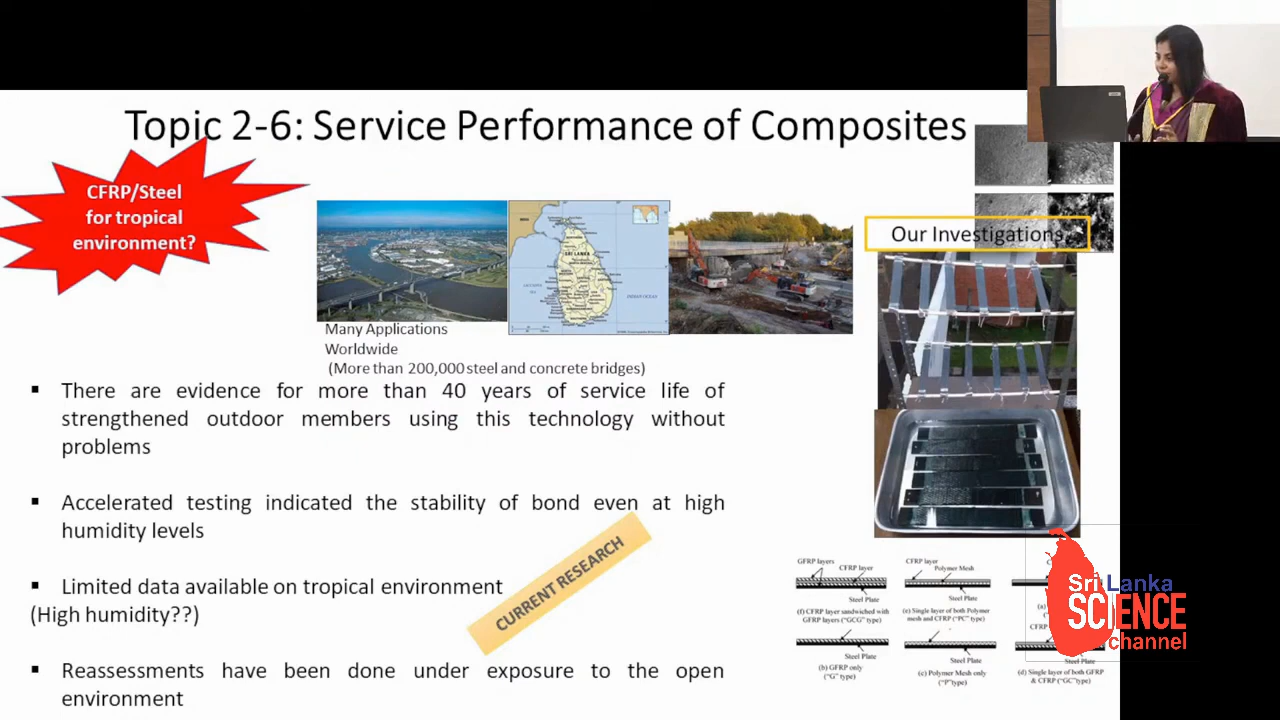 Topic 2-6: Service Performance of Composites
CFRP/Steel
for tropical
environment?
SRI LANKA
Our Investigations
Many Applications
Worldwide
(More than 200,000 steel and concrete bridges)
▪ There are evidence for more than 40 years of service life of
strengthened outdoor members using this technology without
problems
▪ Accelerated testing indicated the stability of bond even at high
humidity levels
▪ Limited data available on tropical environment
(High humidity??)
▪ Reassessments have been come under exposure to the open
environment
CURRENT RESEARCH
GFRP layers
CFRP layer
Steel Plate
(f) CFRP layer sandwiched with
GFRP layers ("GCG" type)
CFRP layer
Polymer Mesh
Steel Plate
(e) Single layer of both Polymer
mesh and CFRP ("PC" type)
Steel Plate
(b) GFRP only
("G" type)
Steel Plate
(c) Polymer Mesh only
("P"type)
Steel Plate
(d) Single layer of both GFRP
& CFRP ("GC"type)
Sri Lanka
SCIENCE
channel